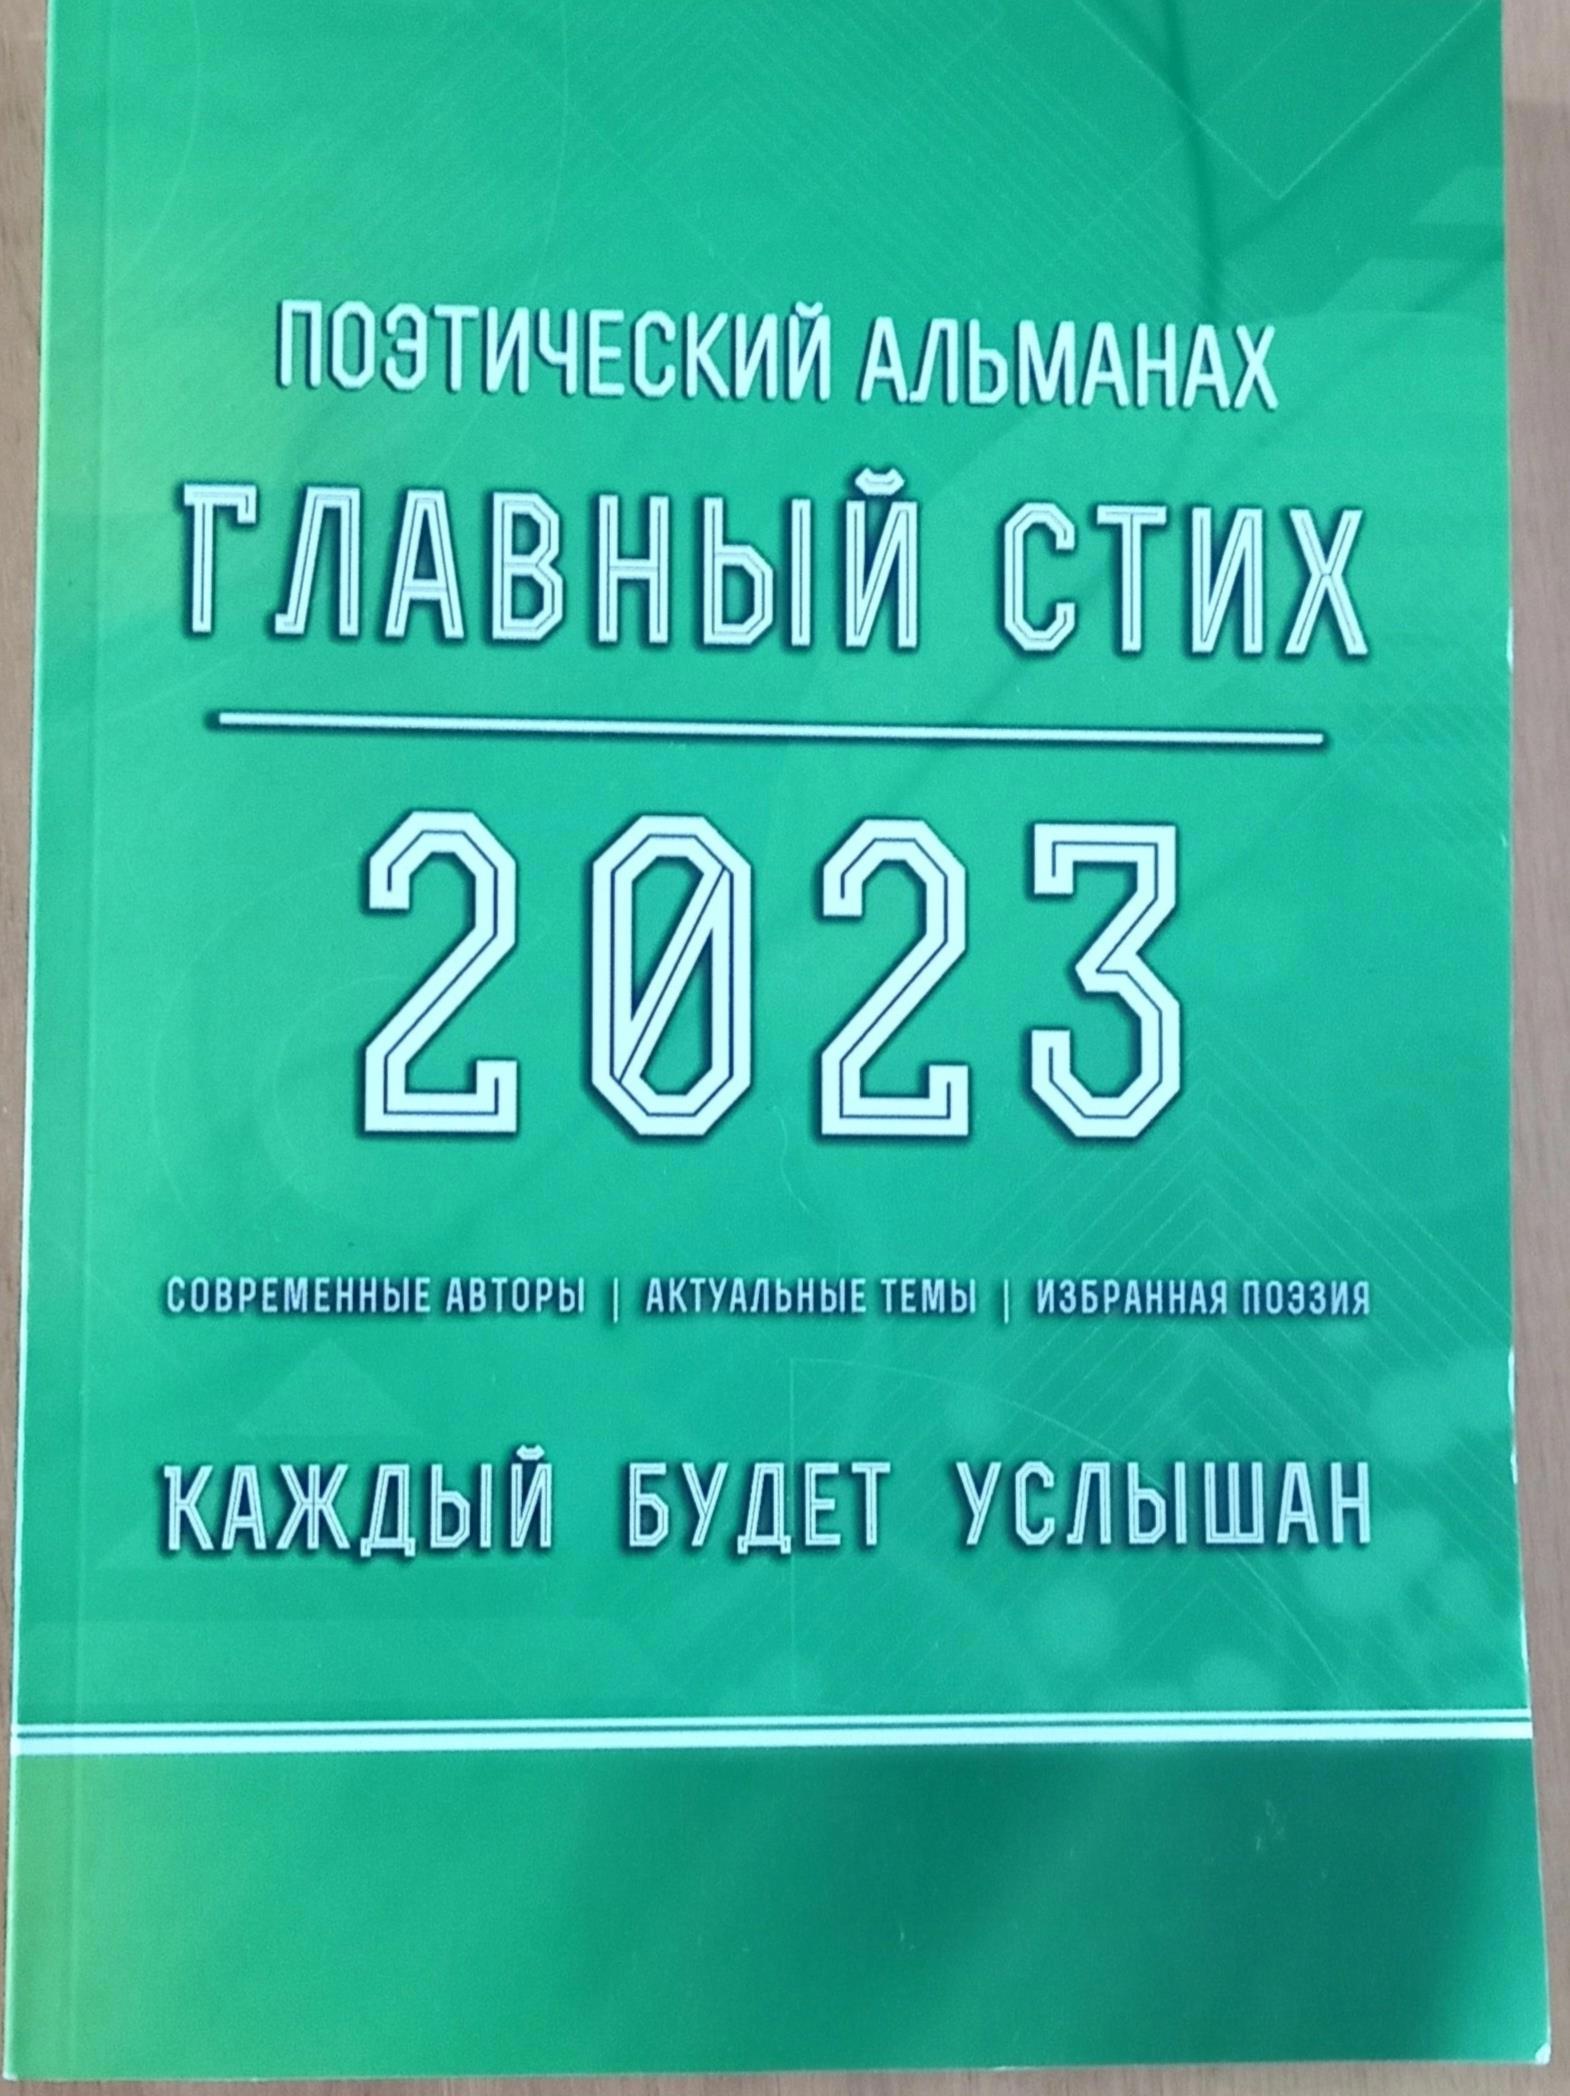 ПОЭТИЧЕСКИЙ АЛЬМАНАХ
ГЛАВНЫЙ СТИХ
2023
СОВРЕМЕННЫЕ АВТОРЫ | АКТУАЛЬНЫЕ ТЕМЫ | ИЗБРАННАЯ ПОЭЗИЯ
КАЖДЫЙ БУДЕТ УСЛЫШАН